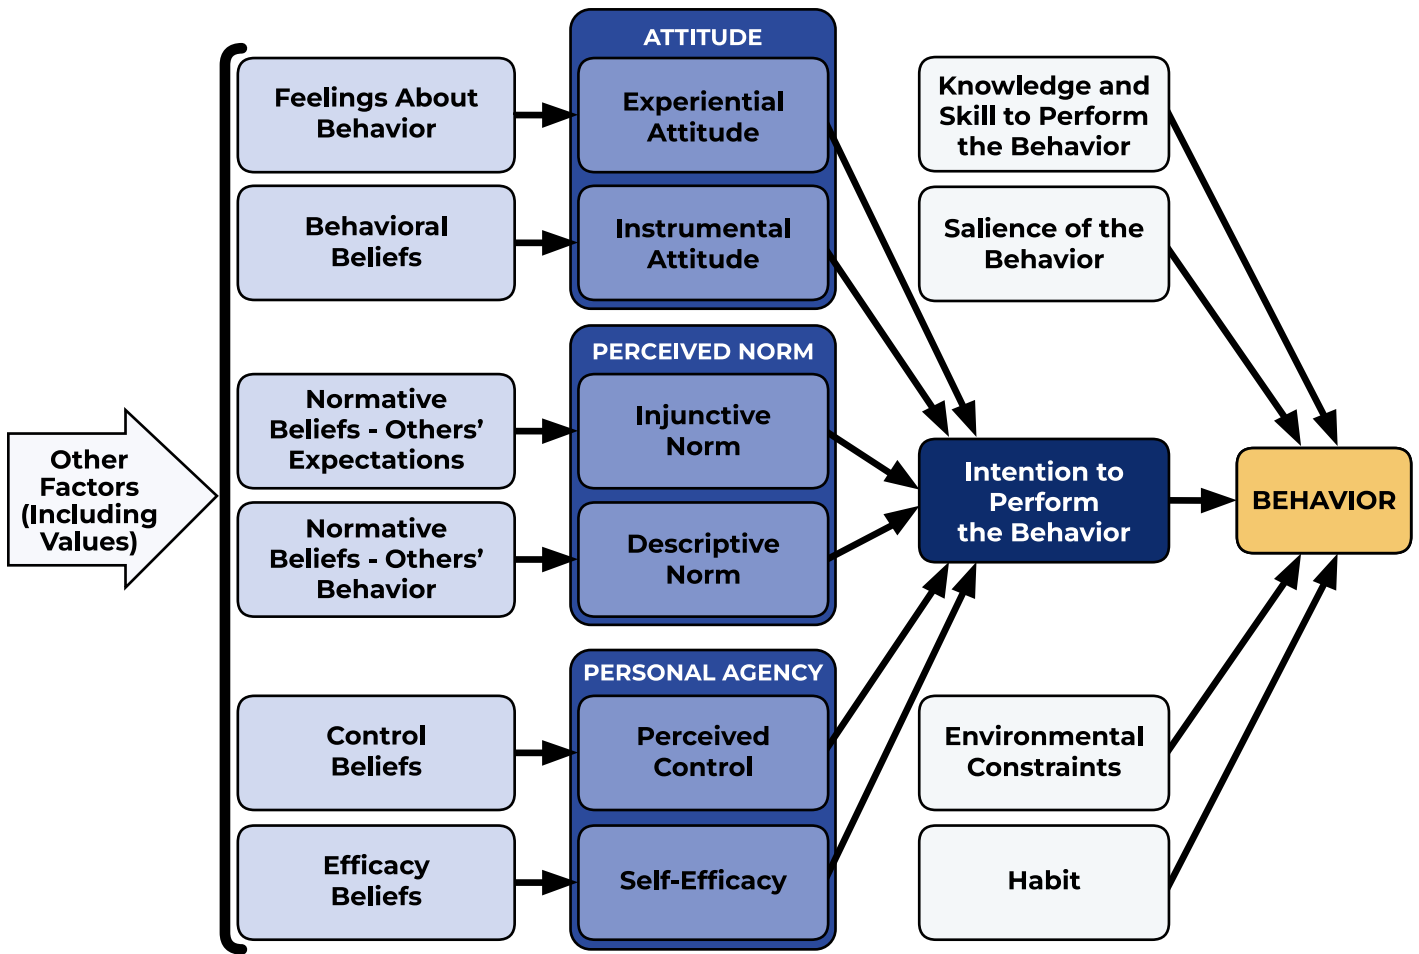 Other
Factors
(Including
Values)
Feelings About
Behavior
Behavioral
Beliefs
Normative
Beliefs - Others’
Expectations
Normative
Beliefs - Others’
Behavior
Control
Beliefs
Efficacy
Beliefs
ATTITUDE
Experiential
Attitude
Instrumental
Attitude
PERCEIVED NORM
Injunctive
Norm
Descriptive
Norm
PERSONAL AGENCY
Perceived
Control
Self-Efficacy
Knowledge and
Skill to Perform
the Behavior
Salience of the
Behavior
Intention to
Perform
the Behavior
Environmental
Constraints
Habit
BEHAVIOR